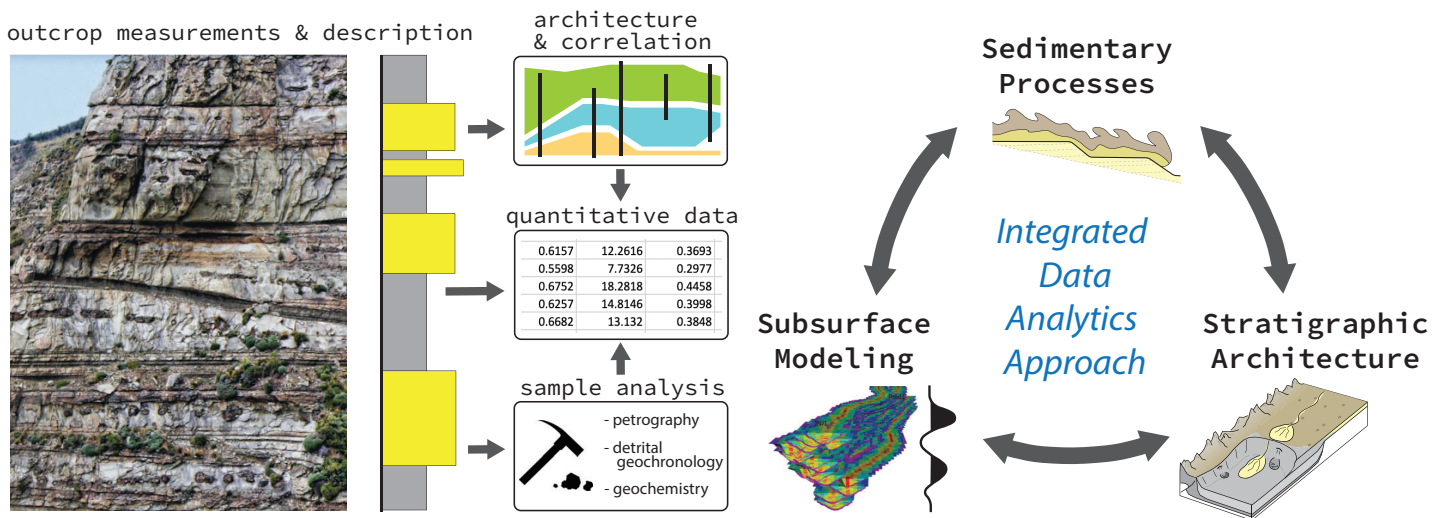 outcrop measurements & description
architecture
& correlation
quantitative data
0.6157 12.2616 0.3693
0.5598 7.7326 0.2977
0.6752 18.2818 0.4458
0.6257 14.8146 0.3998
0.6682 13.132 0.3848
sample analysis
- petrography
- detrital
geochronology
- geochemistry
Sedimentary
Processes
Integrated
Data
Analytics
Approach
Subsurface
Modeling
Stratigraphic
Architecture